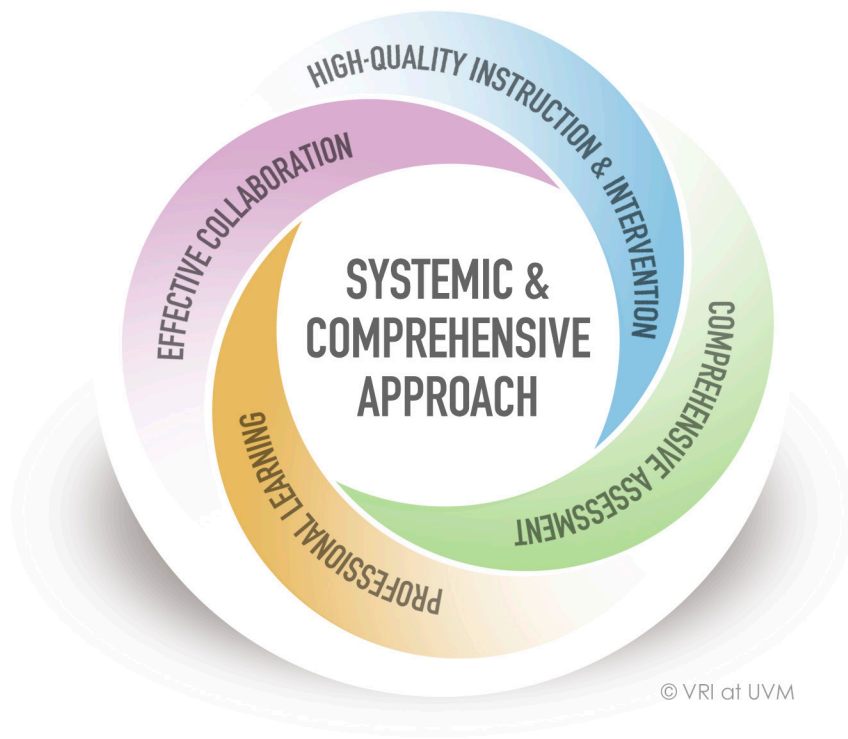 HIGH-QUALITY INSTRUCTION & INTERVENTION
EFFECTIVE COLLABORATION
SYSTEMIC &
COMPREHENSIVE
APPROACH
COMPREHENSIVE ASSESSMENT
PROFESSIONAL LEARNING
© VRI at UVM